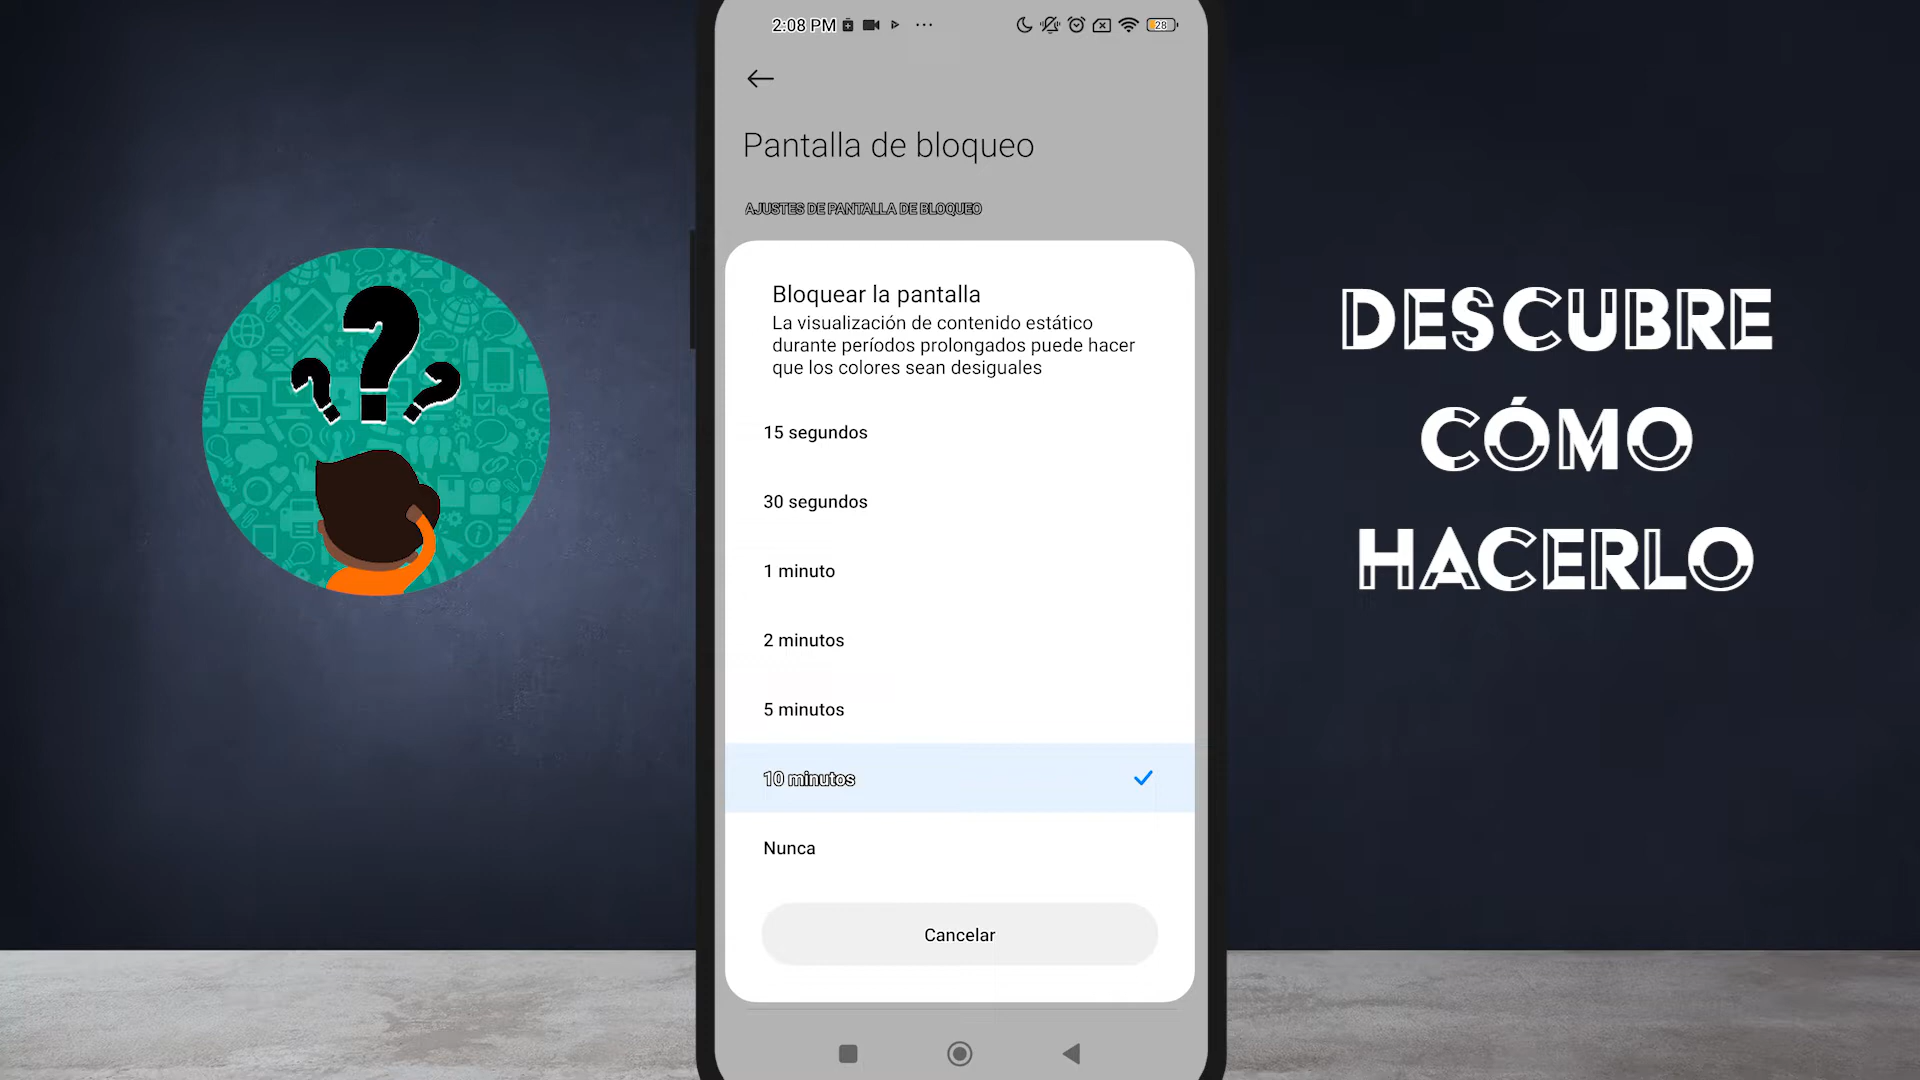 2:08 PM
28
Pantalla de bloqueo
AJUSTES DE PANTALLA DE BLOQUEO
Bloquear la pantalla
La visualización de contenido estático
durante períodos prolongados puede hacer
que los colores sean desiguales
15 segundos
30 segundos
1 minuto
2 minutos
5 minutos
10 minutos
Nunca
Cancelar
DESCUBRE
CÓMO
HACERLO